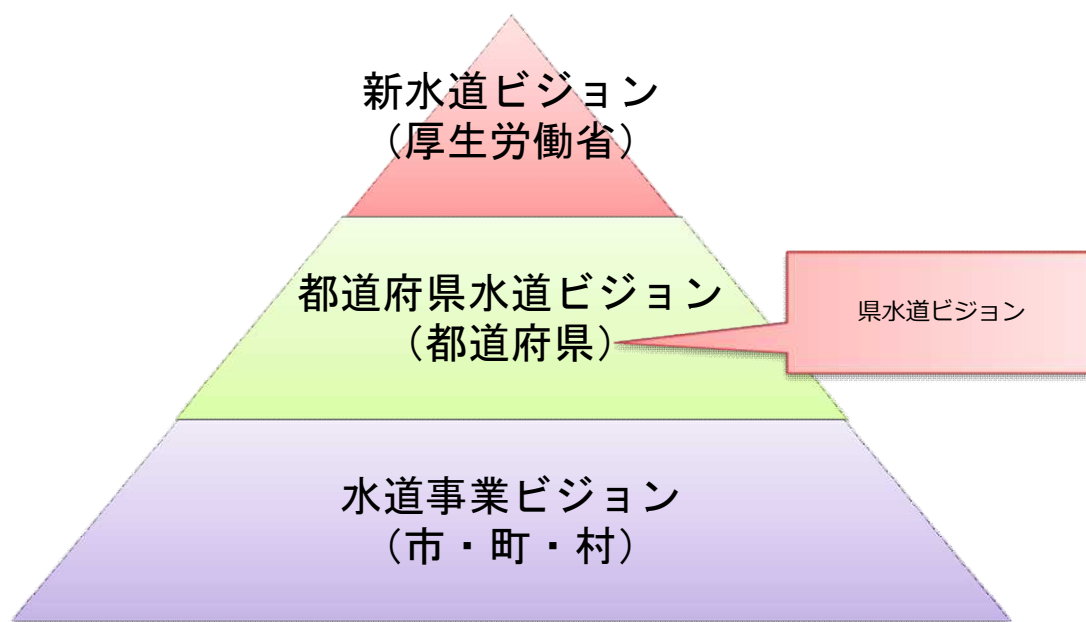 新水道ビジョン
（厚生労働省）
都道府県水道ビジョン
（都道府県）
県水道ビジョン
水道事業ビジョン
（市・町・村）